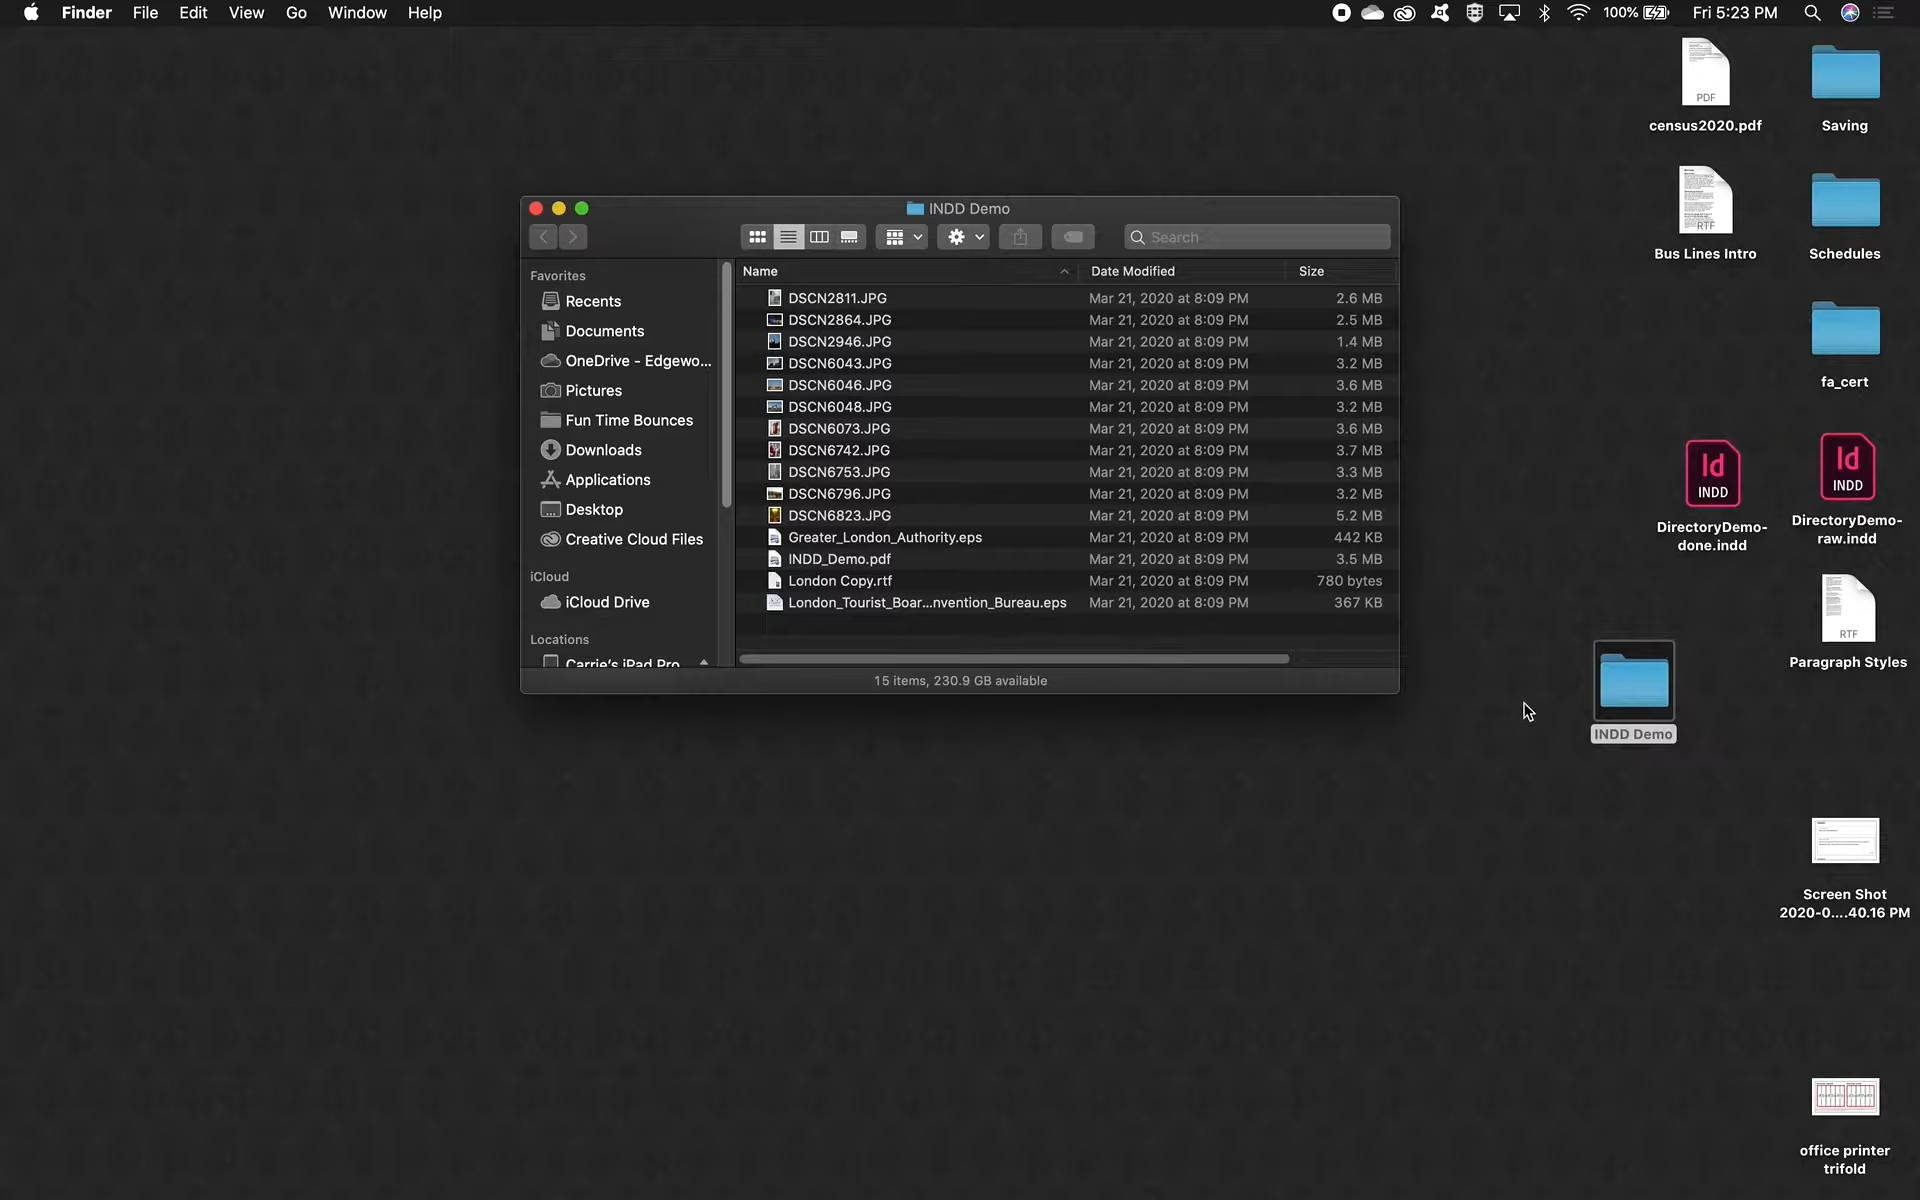 Finder File Edit View Go Window Help
100% Fri 5:23 PM
PDF
census2020.pdf
Saving
RTF
Bus Lines Intro
Schedules
fa_cert
Id
INDD
DirectoryDemo-
done.indd
Id
INDD
DirectoryDemo-
raw.indd
RTF
Paragraph Styles
INDD Demo
Screen Shot
2020-0....40.16 PM
office printer
trifold
INDD Demo
Search
Favorites
Recents
Documents
OneDrive - Edgewo...
Pictures
Fun Time Bounces
Downloads
Applications
Desktop
Creative Cloud Files
iCloud
iCloud Drive
Locations
Carrie's iPad Pro
Name Date Modified Size
DSCN2811.JPG Mar 21, 2020 at 8:09 PM 2.6 MB
DSCN2864.JPG Mar 21, 2020 at 8:09 PM 2.5 MB
DSCN2946.JPG Mar 21, 2020 at 8:09 PM 1.4 MB
DSCN6043.JPG Mar 21, 2020 at 8:09 PM 3.2 MB
DSCN6046.JPG Mar 21, 2020 at 8:09 PM 3.6 MB
DSCN6048.JPG Mar 21, 2020 at 8:09 PM 3.2 MB
DSCN6073.JPG Mar 21, 2020 at 8:09 PM 3.6 MB
DSCN6742.JPG Mar 21, 2020 at 8:09 PM 3.7 MB
DSCN6753.JPG Mar 21, 2020 at 8:09 PM 3.3 MB
DSCN6796.JPG Mar 21, 2020 at 8:09 PM 3.2 MB
DSCN6823.JPG Mar 21, 2020 at 8:09 PM 5.2 MB
Greater_London_Authority.eps Mar 21, 2020 at 8:09 PM 442 KB
INDD_Demo.pdf Mar 21, 2020 at 8:09 PM 3.5 MB
London Copy.rtf Mar 21, 2020 at 8:09 PM 780 bytes
London_Tourist_Boar...nvention_Bureau.eps Mar 21, 2020 at 8:09 PM 367 KB
15 items, 230.9 GB available